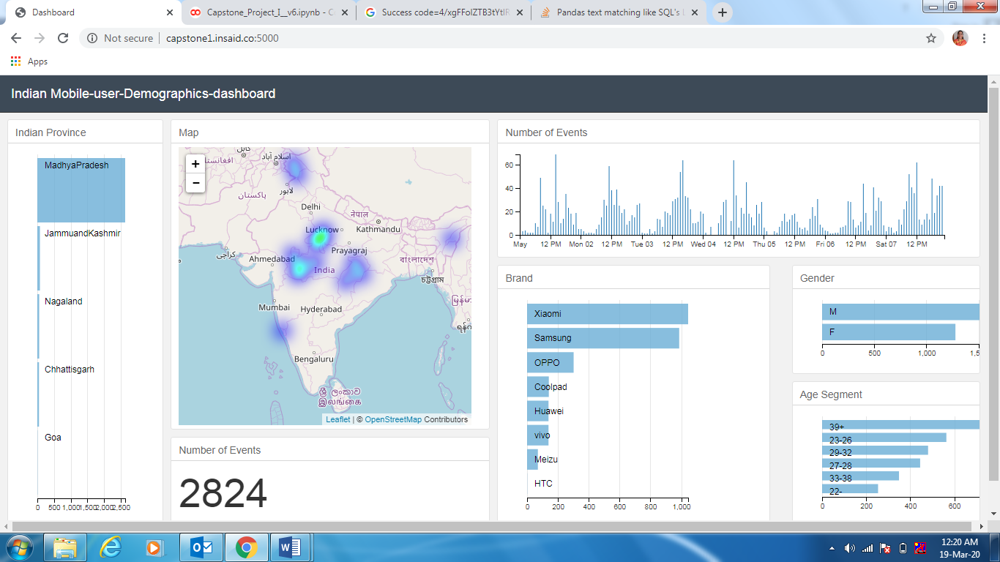 Dashboard
Capstone_Project_I__v6.ipynb - C
Success code=4/xgFFolZTB3tYtlR
Pandas text matching like SQL's L
Not secure
capstone1.insaid.co:5000
Apps
Indian Mobile-user-Demographics-dashboard
Indian Province
MadhyaPradesh
JammuandKashmir
Nagaland
Chhattisgarh
Goa
0 500 1,000 1,500 2,000 2,500
Map
+
−
کابل
اسلام آباد
افغانستان
لاہور
پاکستان
Delhi
नेपाल
Lucknow
Kathmandu
کراچی
Ahmedabad
Prayagraj
বাংলাদেশ
India
চট্টগ্রাম
Mumbai
Hyderabad
Bengaluru
ශ්‍රී ලංකාව
இலங்கை
Leaflet | © OpenStreetMap Contributors
Number of Events
2824
Number of Events
60
40
20
0
May 12 PM Mon 02 12 PM Tue 03 12 PM Wed 04 12 PM Thu 05 12 PM Fri 06 12 PM Sat 07 12 PM
Brand
Xiaomi
Samsung
OPPO
Coolpad
Huawei
vivo
Meizu
HTC
0 200 400 600 800 1,000
Gender
M
F
0 500 1,000 1,5
Age Segment
39+
23-26
29-32
27-28
33-38
22-
0 200 400 600
12:20 AM
19-Mar-20